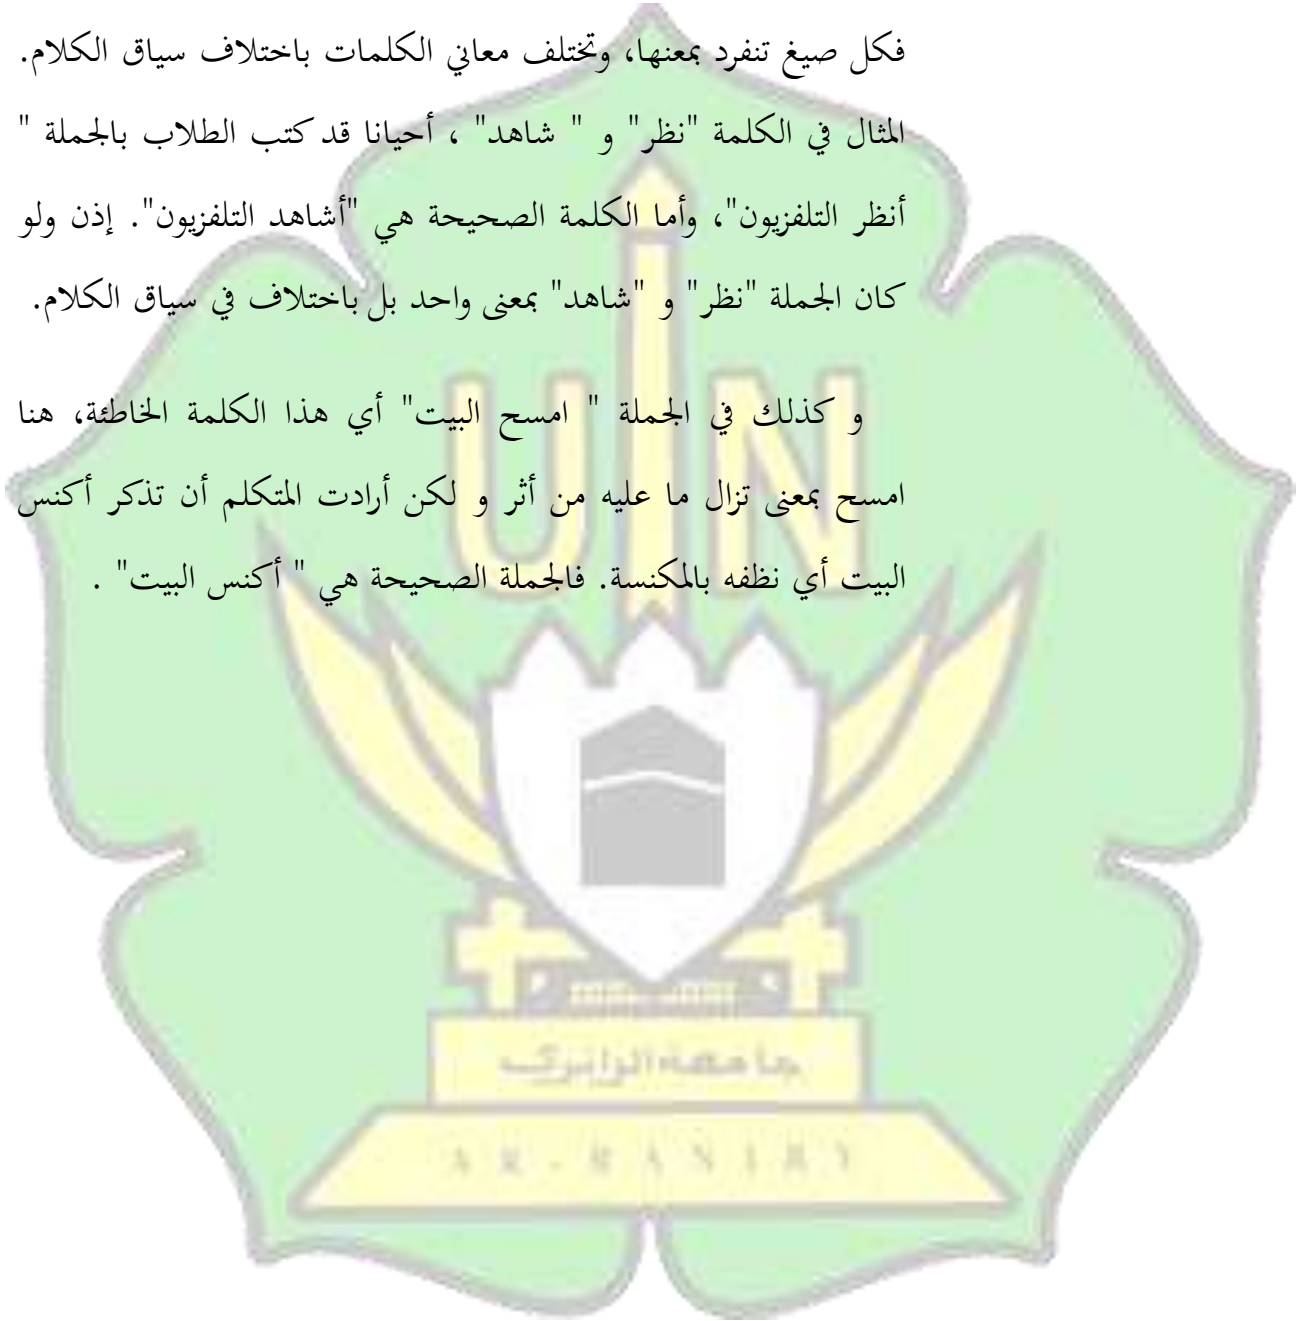 فكل صيغ تنفرد بمعنها، وتختلف معاني الكلمات باختلاف سياق الكلام.
المثال في الكلمة "نظر" و " شاهد" ، أحيانا قد كتب الطلاب بالجملة "
أنظر التلفزيون"، وأما الكلمة الصحيحة هي "أشاهد التلفزيون". إذن ولو
كان الجملة "نظر" و "شاهد" بمعنى واحد بل باختلاف في سياق الكلام.
و كذلك في الجملة " امسح البيت" أي هذا الكلمة الخاطئة، هنا
امسح بمعنى تزال ما عليه من أثر و لكن أرادت المتكلم أن تذكر أكنس
البيت أي نظفه بالمكنسة. فالجملة الصحيحة هي " أكنس البيت" .
UIN
جامعة الرانيري
AR-RANIRY